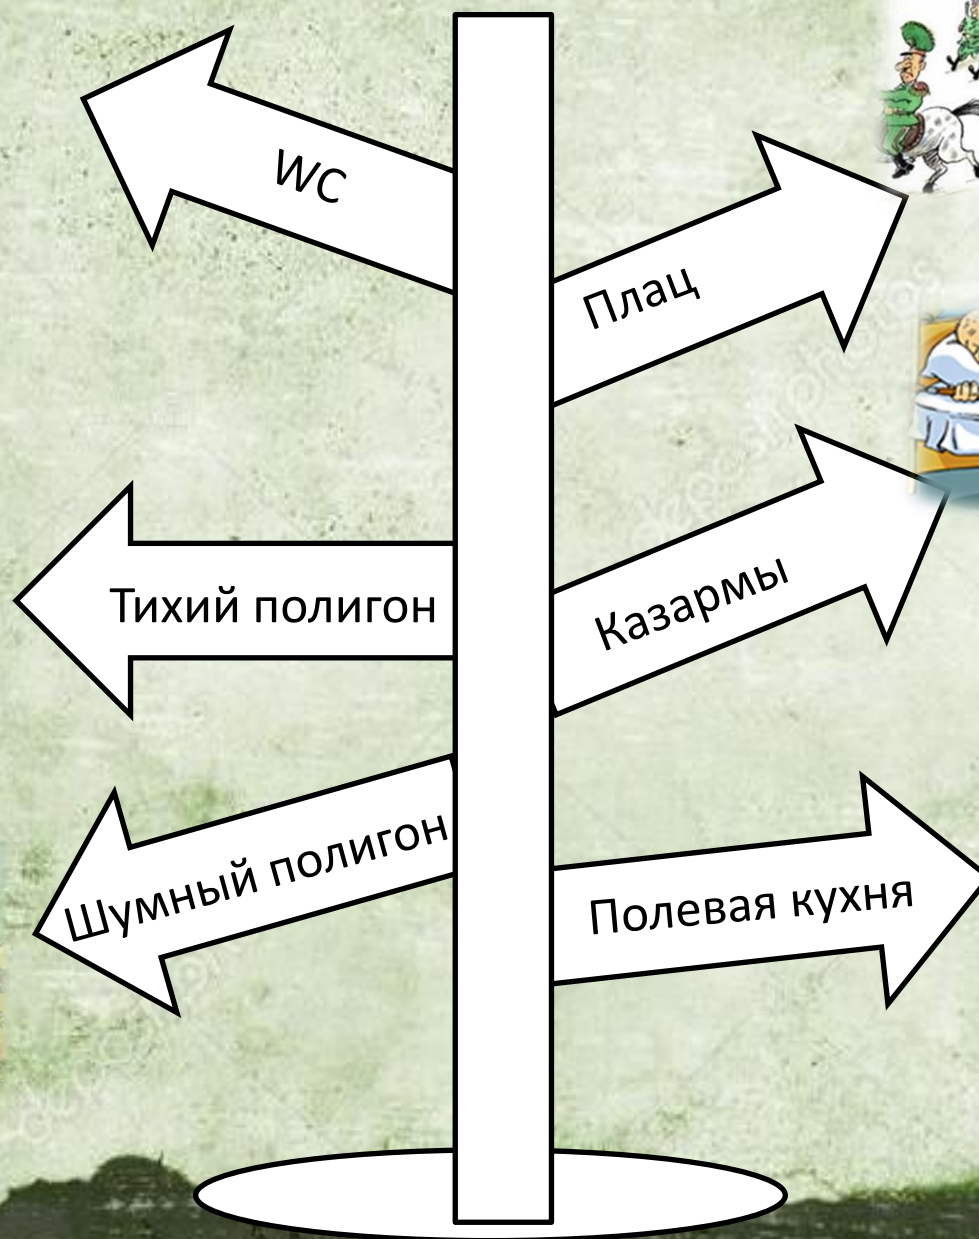 WC
Плац
Тихий полигон
Казармы
Шумный полигон
Полевая кухня